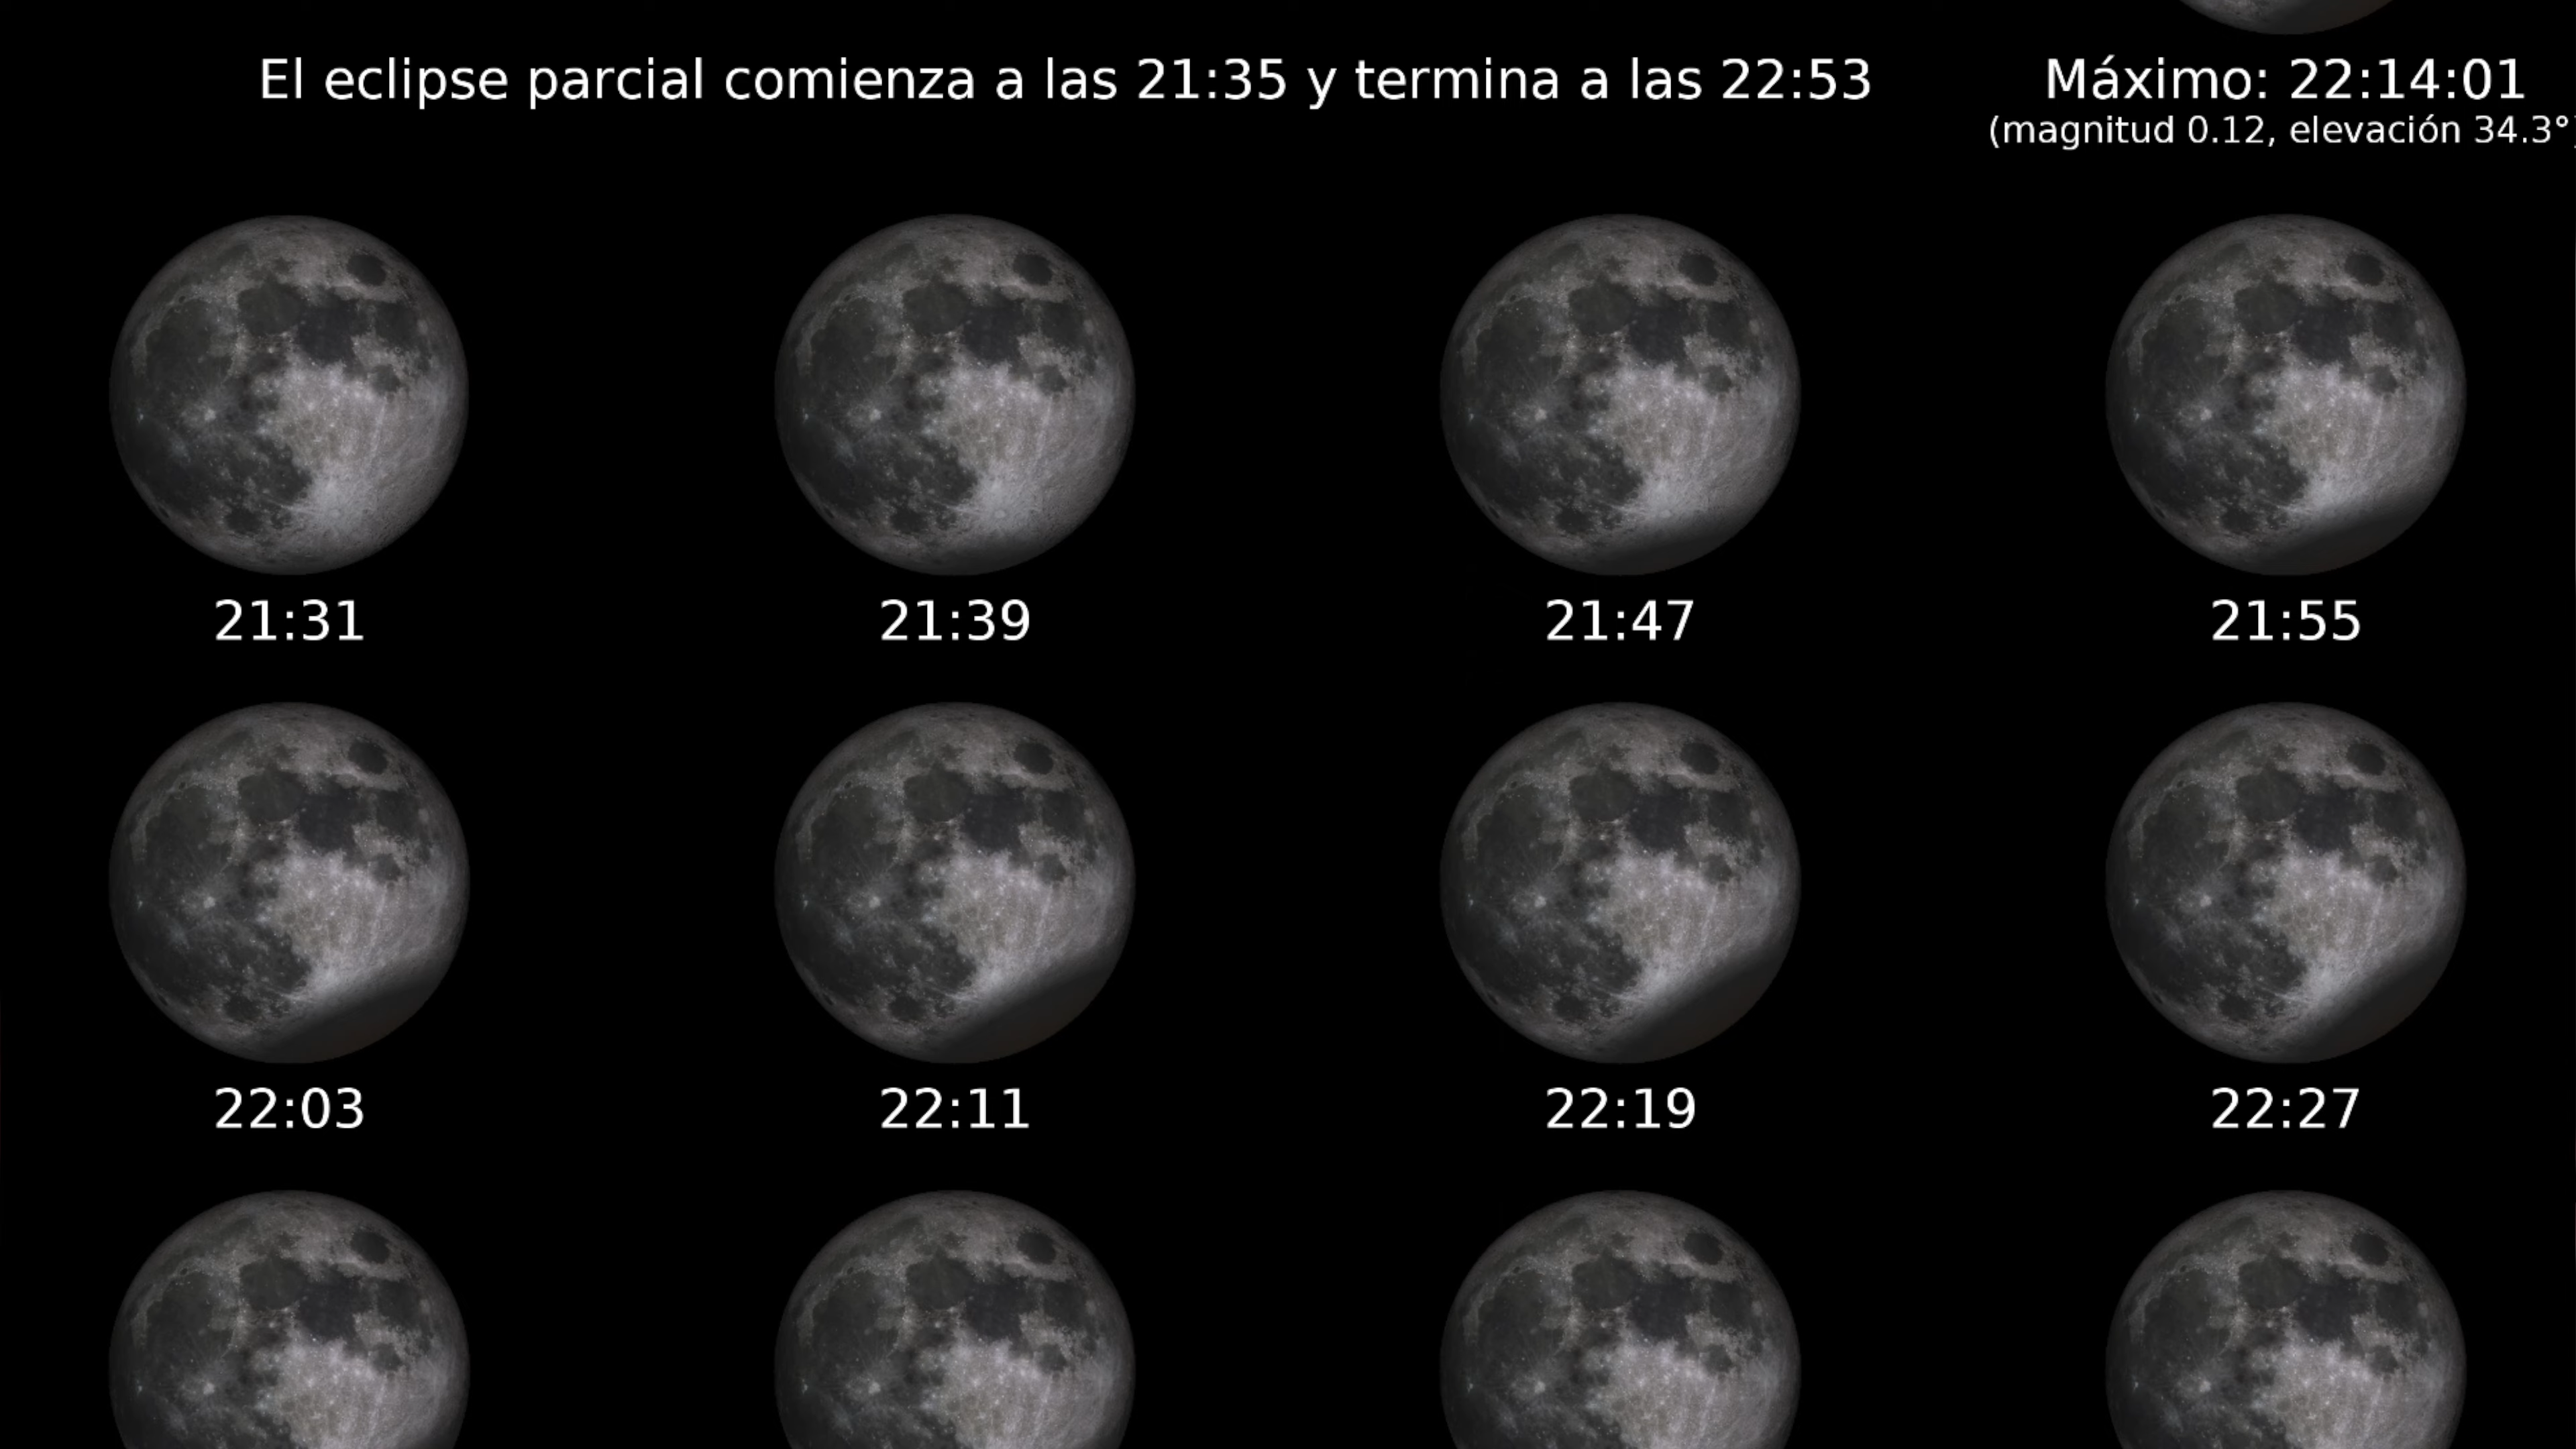 El eclipse parcial comienza a las 21:35 y termina a las 22:53
Máximo: 22:14:01
(magnitud 0.12, elevación 34.3°)
21:31
21:39
21:47
21:55
22:03
22:11
22:19
22:27